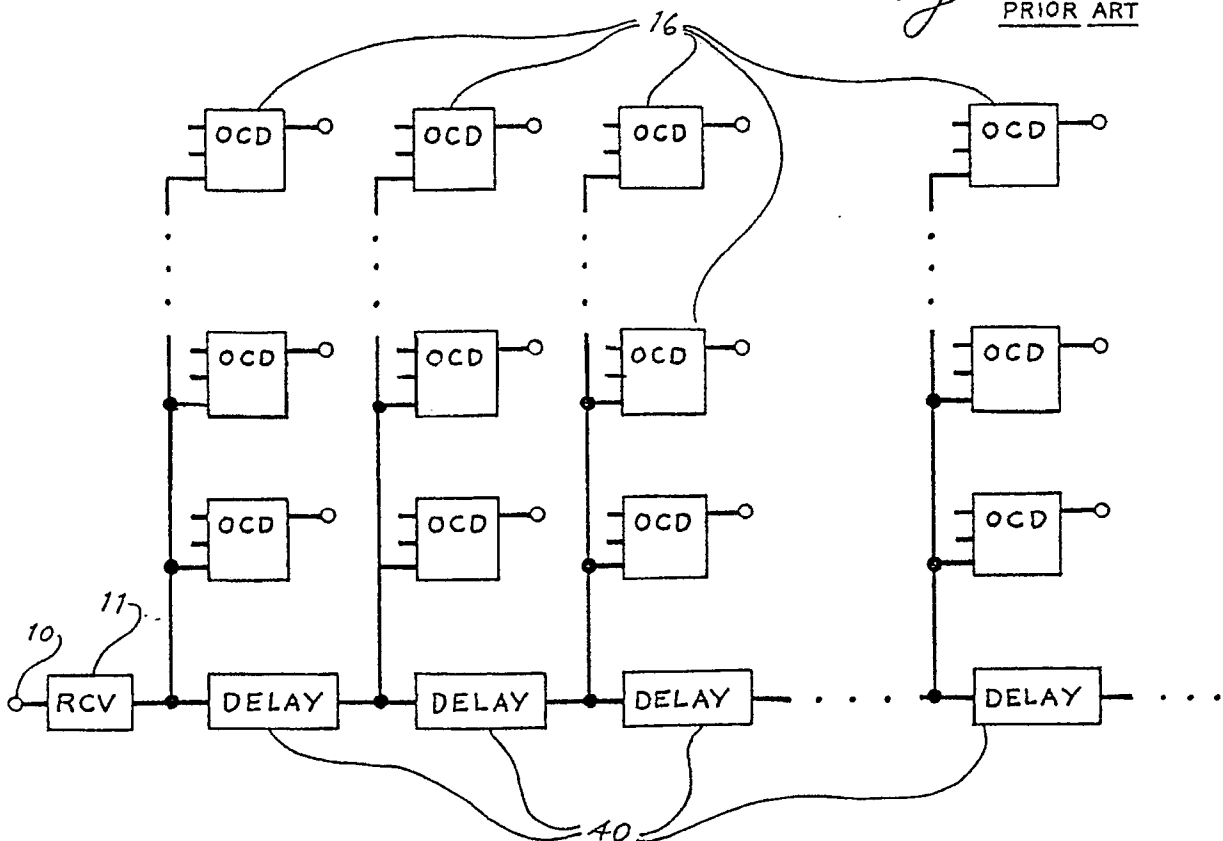 PRIOR ART
16
OCD OCD OCD OCD
OCD OCD OCD OCD
OCD OCD OCD OCD
11
10
RCV DELAY DELAY DELAY DELAY
40